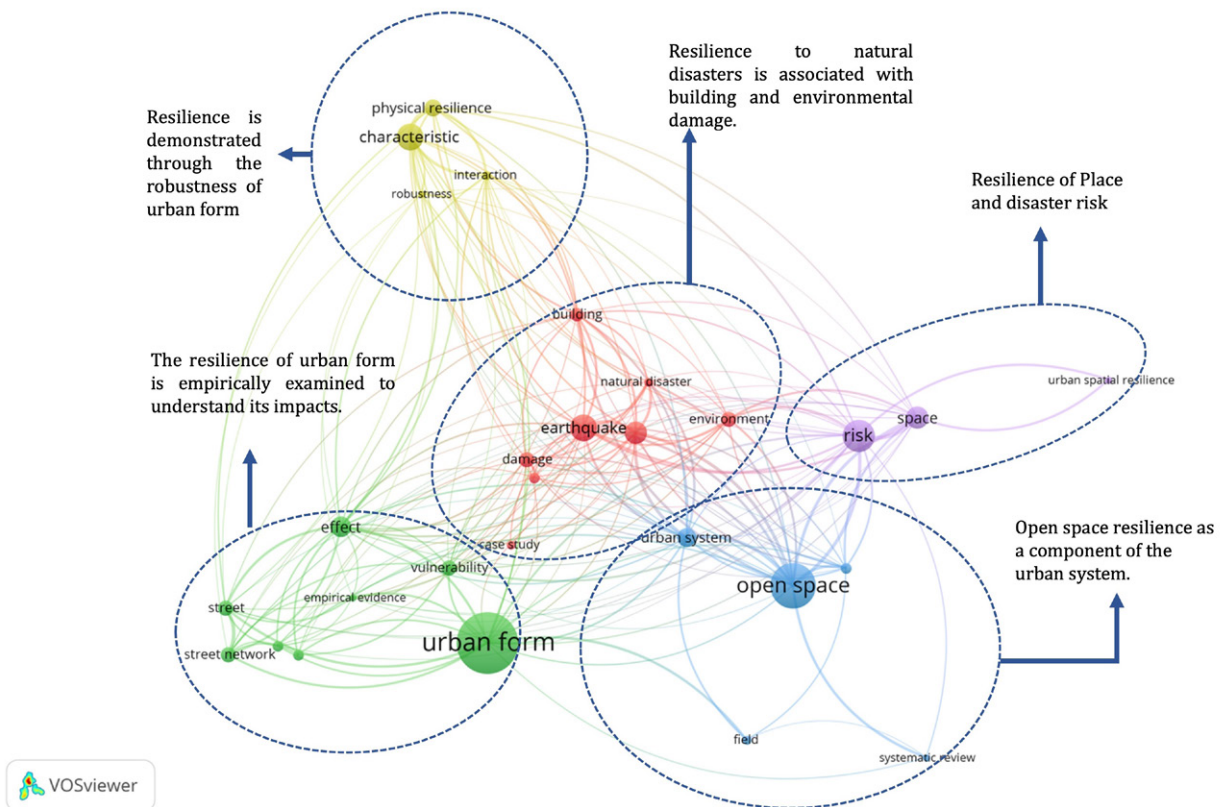 Resilience to natural
disasters is associated with
building and environmental
damage.
Resilience is
demonstrated
through the
robustness of
urban form
physical resilience
characteristic
interaction
robustness
Resilience of Place
and disaster risk
building
The resilience of urban form
is empirically examined to
understand its impacts.
natural disaster
urban spatial resilience
environment
space
earthquake
risk
damage
effect
case study
urban system
Open space resilience as
a component of the
urban system.
vulnerability
open space
empirical evidence
street
urban form
street network
field
systematic review
VOSviewer